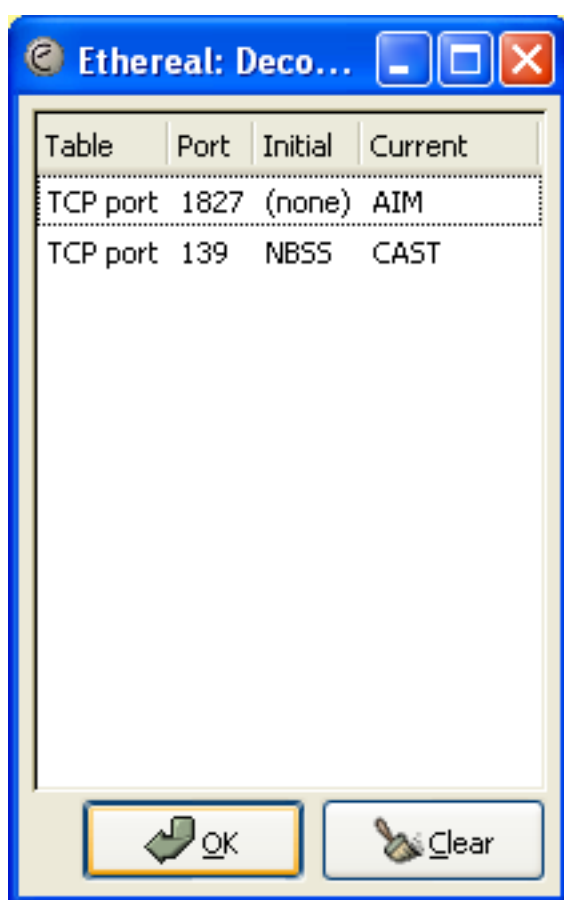 Ethereal: Deco...
Table Port Initial Current
TCP port 1827 (none) AIM
TCP port 139 NBSS CAST
OK Clear